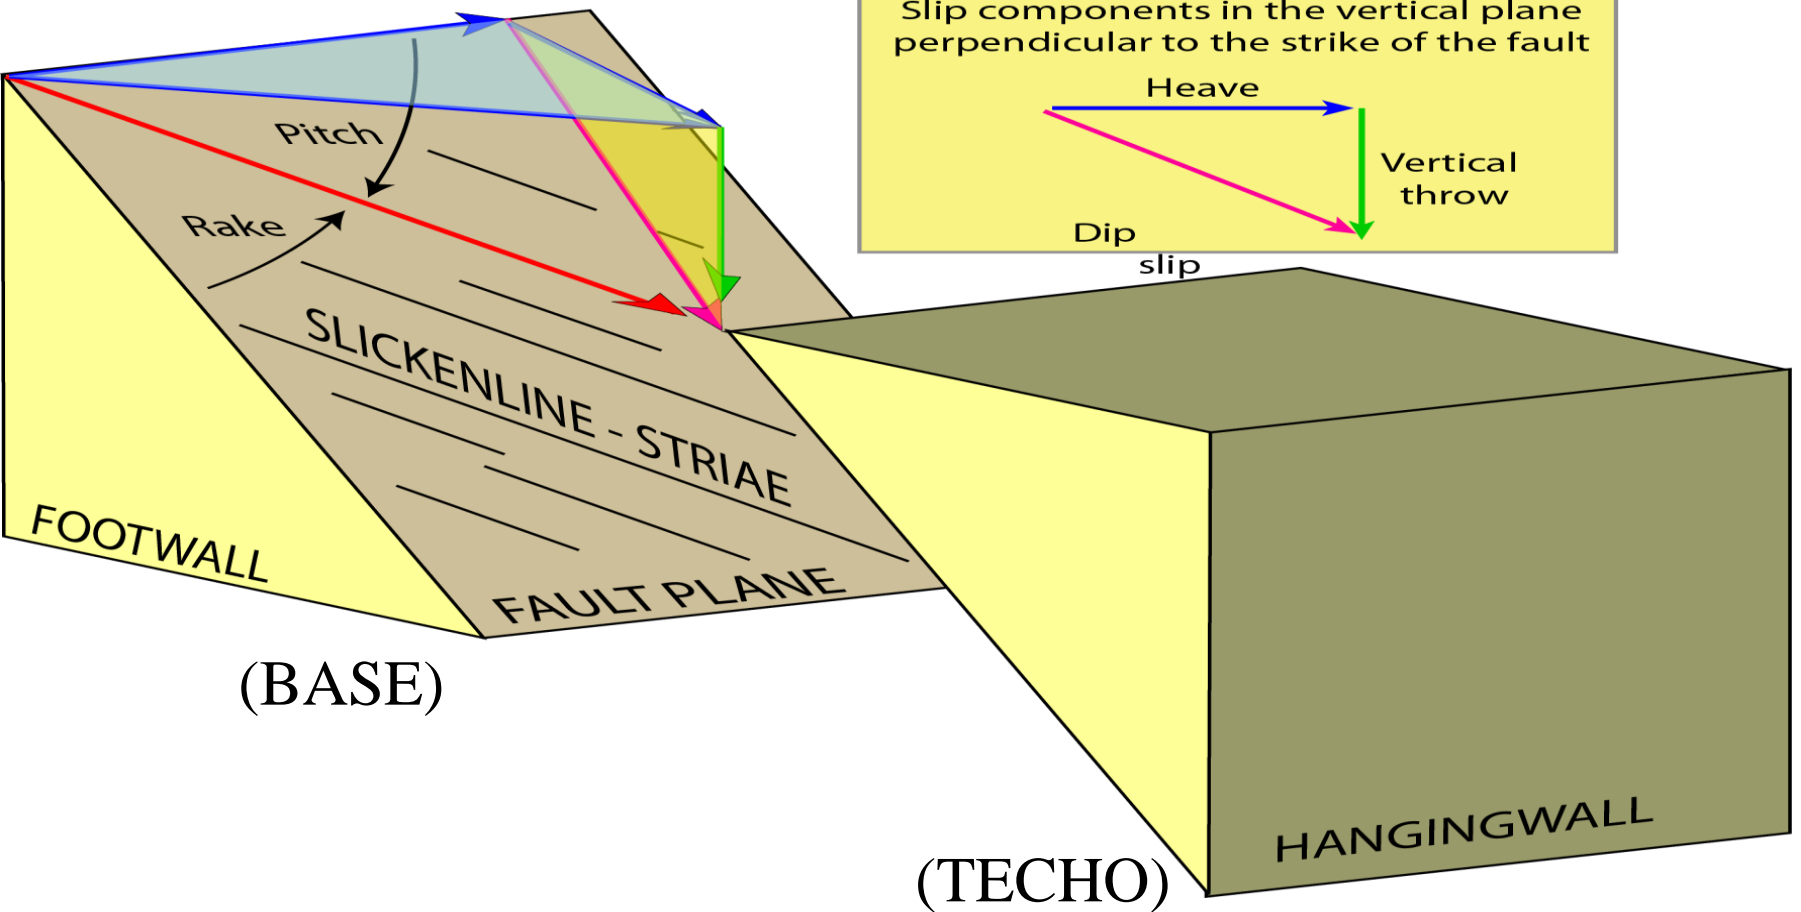 Slip components in the vertical plane
perpendicular to the strike of the fault
Heave
Vertical
throw
Dip
slip
Pitch
Rake
SLICKENLINE - STRIAE
FOOTWALL
FAULT PLANE
(BASE)
HANGINGWALL
(TECHO)